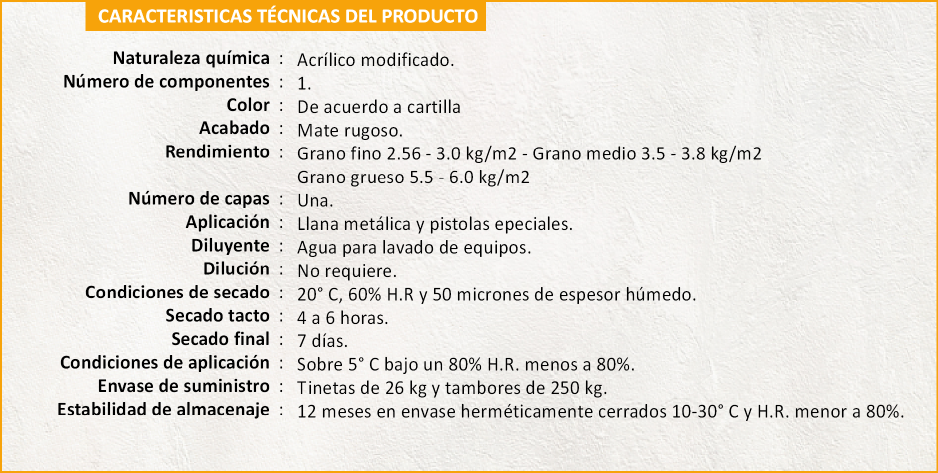 CARACTERISTICAS TÉCNICAS DEL PRODUCTO
Naturaleza química : Acrílico modificado.
Número de componentes : 1.
Color : De acuerdo a cartilla
Acabado : Mate rugoso.
Rendimiento : Grano fino 2.56 - 3.0 kg/m2 - Grano medio 3.5 - 3.8 kg/m2
Grano grueso 5.5 - 6.0 kg/m2
Número de capas : Una.
Aplicación : Llana metálica y pistolas epeciales.
Diluyente : Agua para lavado de equipos.
Dilución : No requiere.
Condiciones de secado : 20° C, 60% H.R y 50 micrones de espesor húmedo.
Secado tacto : 4 a 6 horas.
Secado final : 7 días.
Condiciones de aplicación : Sobre 5° C bajo un 80% H.R. menos a 80%.
Envase de suministro : Tinetas de 26 kg y tambores de 250 kg.
Estabilidad de almacenaje : 12 meses en envase herméticamente cerrados 10-30° C y H.R. menor a 80%.